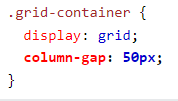 .grid-container {
  display: grid;
  column-gap: 50px;
}